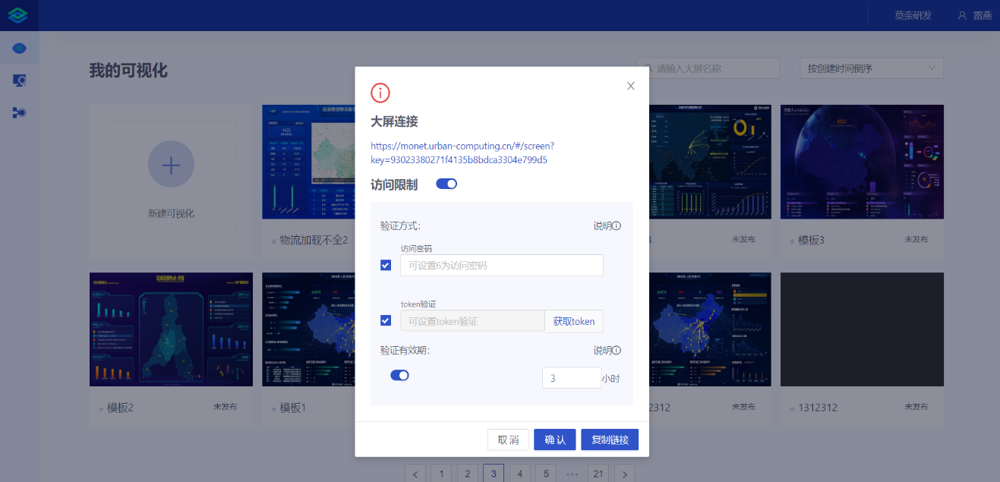 莫奈研发
雷燕
我的可视化
请输入大屏名称
按创建时间倒序
大屏连接
https://monet.urban-computing.cn/#/screen?
key=93023380271f4135b8bdca3304e799d5
访问限制
验证方式:
说明
访问密码
可设置6为访问密码
token验证
可设置token验证
获取token
验证有效期:
说明
3
小时
取 消
确 认
复制链接
新建可视化
物流加载不全2
4
未发布
模板3
未发布
模板2
未发布
模板1
2312
未发布
1312312
未发布
< 1 2 3 4 5 ••• 21 >